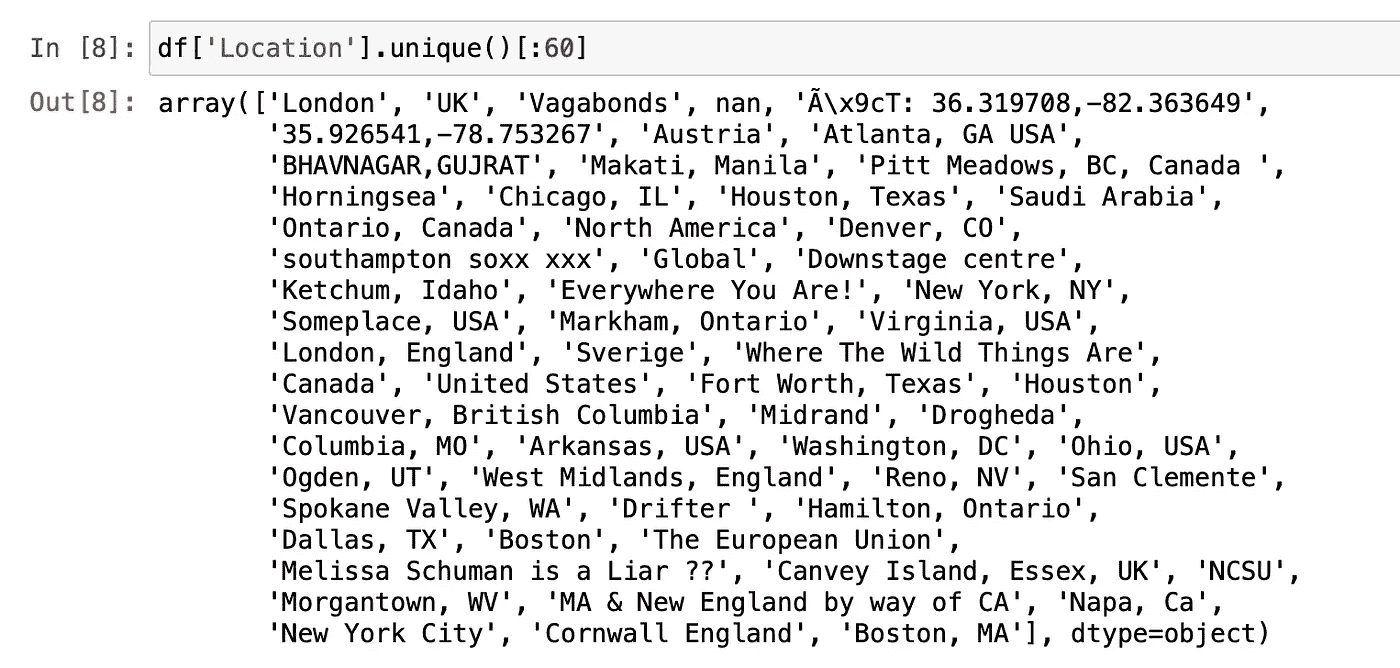 In [8]: df['Location'].unique()[:60]
Out[8]: array(['London', 'UK', 'Vagabonds', nan, 'Ã\x9cT: 36.319708,-82.363649',
'35.926541,-78.753267', 'Austria', 'Atlanta, GA USA',
'BHAVNAGAR,GUJRAT', 'Makati, Manila', 'Pitt Meadows, BC, Canada ',
'Horningsea', 'Chicago, IL', 'Houston, Texas', 'Saudi Arabia',
'Ontario, Canada', 'North America', 'Denver, CO',
'southampton soxx xxx', 'Global', 'Downstage centre',
'Ketchum, Idaho', 'Everywhere You Are!', 'New York, NY',
'Someplace, USA', 'Markham, Ontario', 'Virginia, USA',
'London, England', 'Sverige', 'Where The Wild Things Are',
'Canada', 'United States', 'Fort Worth, Texas', 'Houston',
'Vancouver, British Columbia', 'Midrand', 'Drogheda',
'Columbia, MO', 'Arkansas, USA', 'Washington, DC', 'Ohio, USA',
'Ogden, UT', 'West Midlands, England', 'Reno, NV', 'San Clemente',
'Spokane Valley, WA', 'Drifter ', 'Hamilton, Ontario',
'Dallas, TX', 'Boston', 'The European Union',
'Melissa Schuman is a Liar ??', 'Canvey Island, Essex, UK', 'NCSU',
'Morgantown, WV', 'MA & New England by way of CA', 'Napa, Ca',
'New York City', 'Cornwall England', 'Boston, MA'], dtype=object)